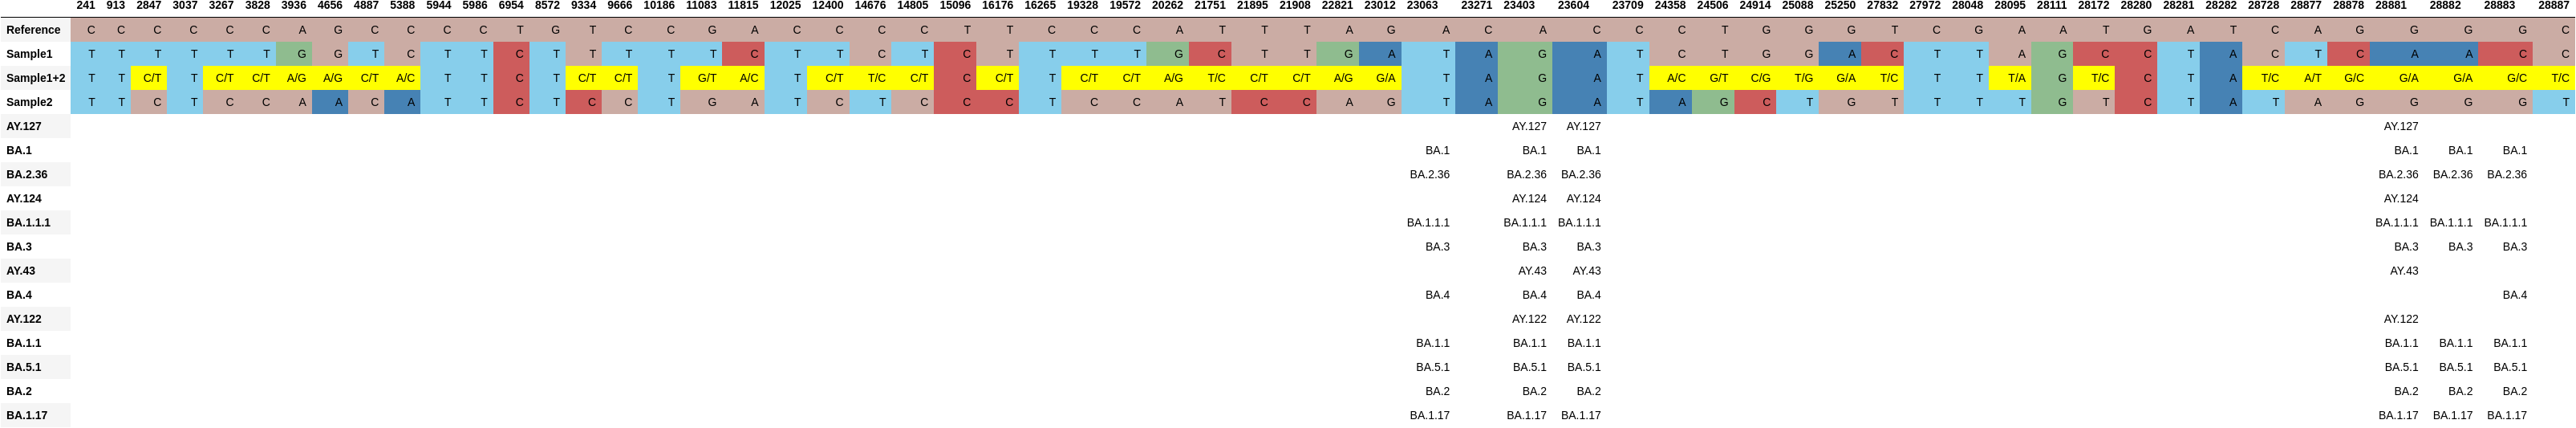 241 913 2847 3037 3267 3828 3936 4656 4887 5388 5944 5986 6954 8572 9334 9666 10186 11083 11815 12025 12400 14676 14805 15096 16176 16265 19328 19572 20262 21751 21895 21908 22821 23012 23063 23271 23403 23604 23709 24358 24506 24914 25088 25250 27832 27972 28048 28095 28111 28172 28280 28281 28282 28728 28877 28878 28881 28882 28883 28887
Reference C C C C C C A G C C C C T G T C C G A C C C C T T C C C A T T T A G A C A C C C T G G G T C G A A T G A T C A G G G G C
Sample1 T T T T T T G G T C T T C T T T T T C T T C T C T T T T G C T T G A T A G A T C T G G A C T T A G C C T A C T C A A C C
Sample1+2 T T C/T T C/T C/T A/G A/G C/T A/C T T C T C/T C/T T G/T A/C T C/T T/C C/T C C/T T C/T C/T A/G T/C C/T C/T A/G G/A T A G A T A/C G/T C/G T/G G/A T/C T T T/A G T/C C T A T/C A/T G/C G/A G/A G/C T/C
Sample2 T T C T C C A A C A T T C T C C T G A T C T C C C T C C A T C C A G T A G A T A G C T G T T T T G T C T A T A G G G G T
AY.127 AY.127 AY.127 AY.127
BA.1 BA.1 BA.1 BA.1 BA.1 BA.1 BA.1
BA.2.36 BA.2.36 BA.2.36 BA.2.36 BA.2.36 BA.2.36 BA.2.36
AY.124 AY.124 AY.124 AY.124
BA.1.1.1 BA.1.1.1 BA.1.1.1 BA.1.1.1 BA.1.1.1 BA.1.1.1 BA.1.1.1
BA.3 BA.3 BA.3 BA.3 BA.3 BA.3 BA.3
AY.43 AY.43 AY.43 AY.43
BA.4 BA.4 BA.4 BA.4 BA.4
AY.122 AY.122 AY.122 AY.122
BA.1.1 BA.1.1 BA.1.1 BA.1.1 BA.1.1 BA.1.1 BA.1.1
BA.5.1 BA.5.1 BA.5.1 BA.5.1 BA.5.1 BA.5.1 BA.5.1
BA.2 BA.2 BA.2 BA.2 BA.2 BA.2 BA.2
BA.1.17 BA.1.17 BA.1.17 BA.1.17 BA.1.17 BA.1.17 BA.1.17